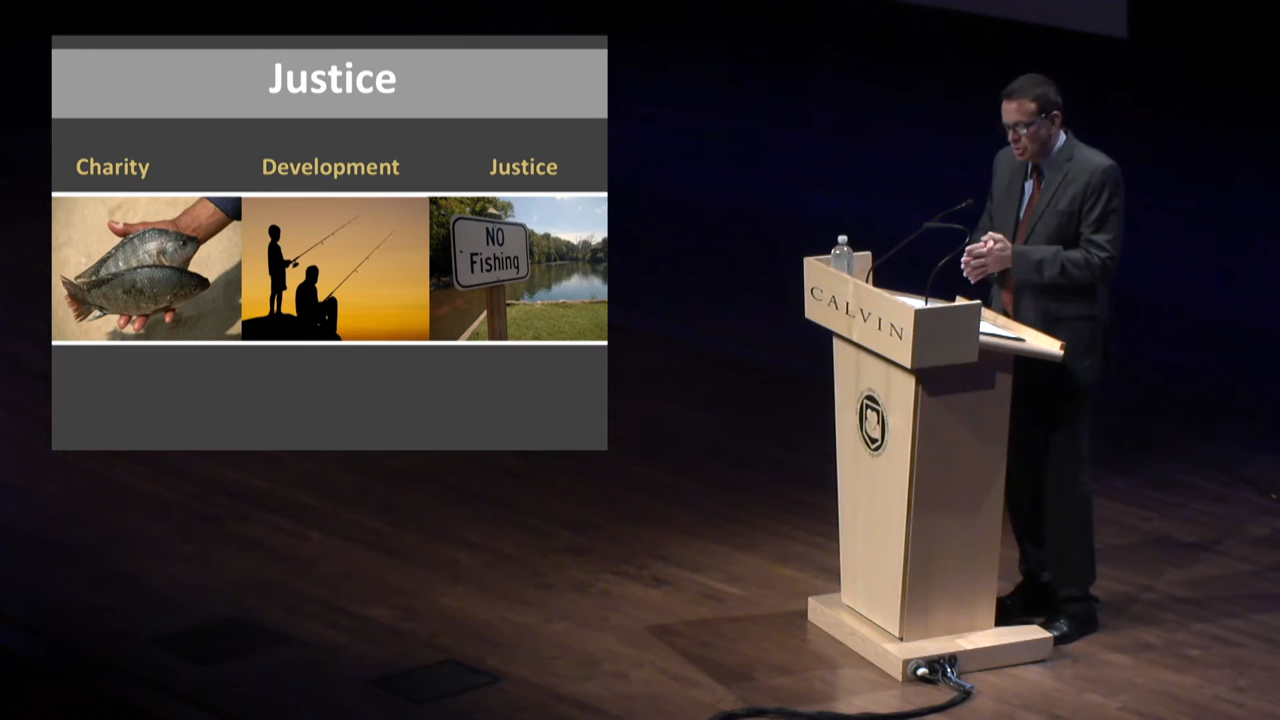 Justice
Charity
Development
Justice
NO
Fishing
CALVIN